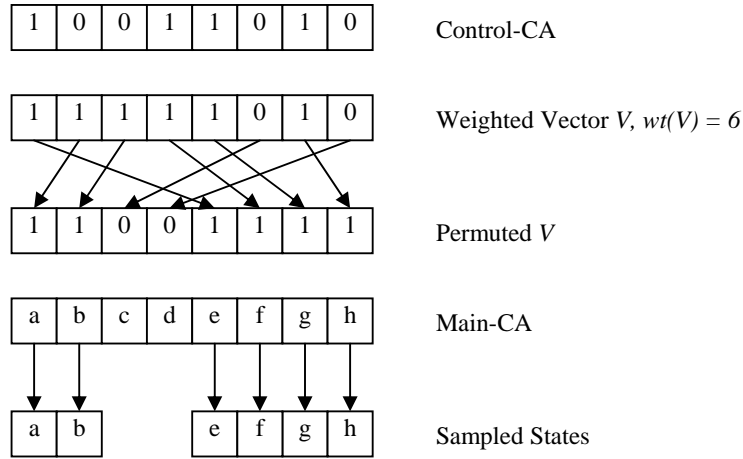 1 0 0 1 1 0 1 0 Control-CA
1 1 1 1 1 0 1 0 Weighted Vector V, wt(V) = 6
1 1 0 0 1 1 1 1 Permuted V
a b c d e f g h Main-CA
a b e f g h Sampled States